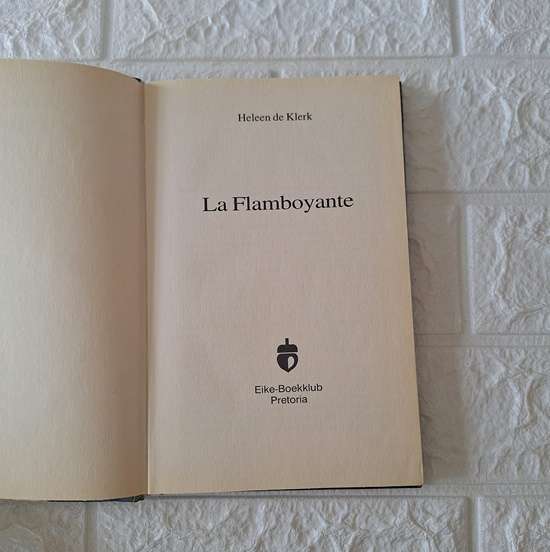 Heleen de Klerk
La Flamboyante
Eike-Boekklub
Pretoria